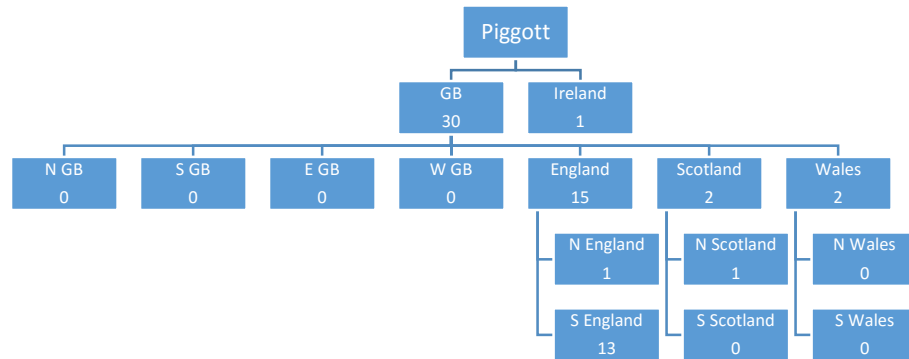 Piggott
GB
30
Ireland
1
N GB
0
S GB
0
E GB
0
W GB
0
England
15
Scotland
2
Wales
2
N England
1
N Scotland
1
N Wales
0
S England
13
S Scotland
0
S Wales
0